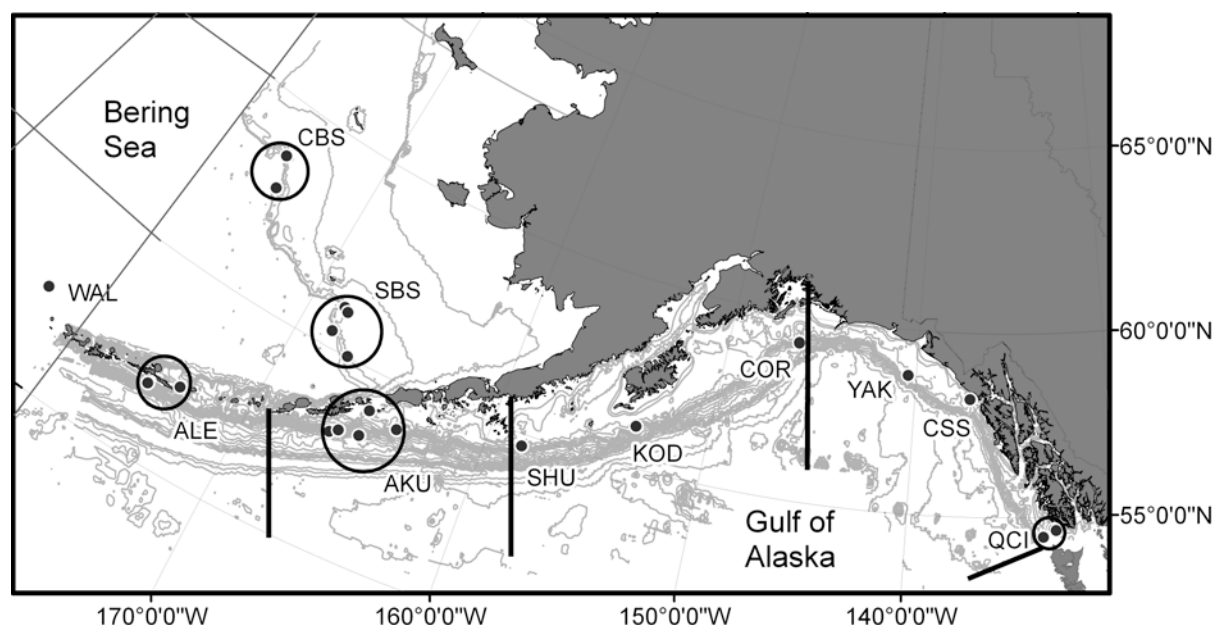 Bering
Sea
CBS
65°0'0"N
SBS
WAL
60°0'0"N
COR
YAK
ALE
CSS
KOD
SHU
AKU
55°0'0"N
Gulf of
Alaska
QCI
170°0'0"W
160°0'0"W
150°0'0"W
140°0'0"W